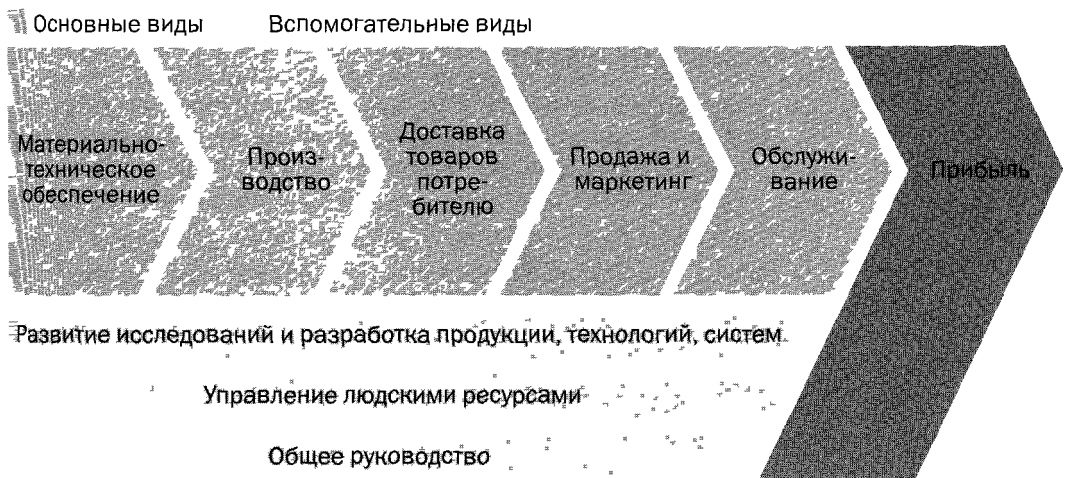 Основные виды
Вспомогательные виды
Материально-
техническое
обеспечение
Произ-
водство
Доставка
товаров
потре-
бителю
Продажа и
маркетинг
Обслужи-
вание
Прибыль
Развитие исследований и разработка продукции, технологий, систем
Управление людскими ресурсами
Общее руководство